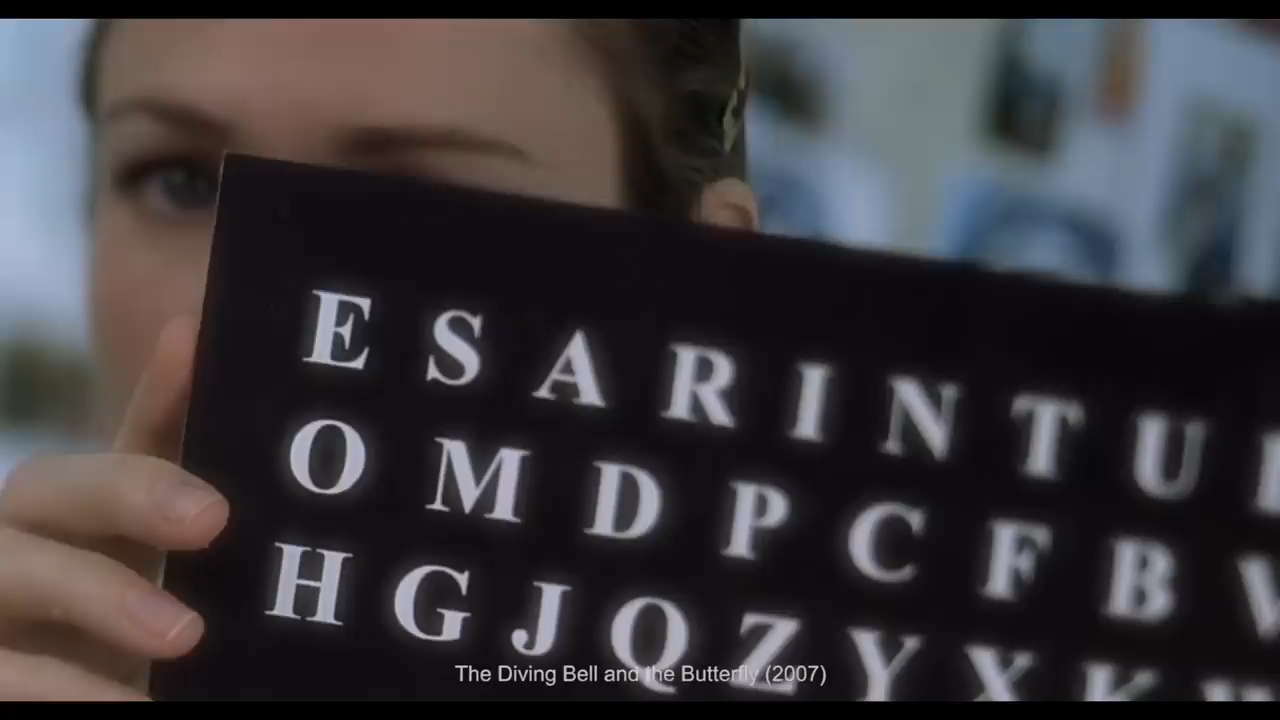 E S A R I N T U
O M D P C F B V
H G J Q Z Y X K
The Diving Bell and the Butterfly (2007)